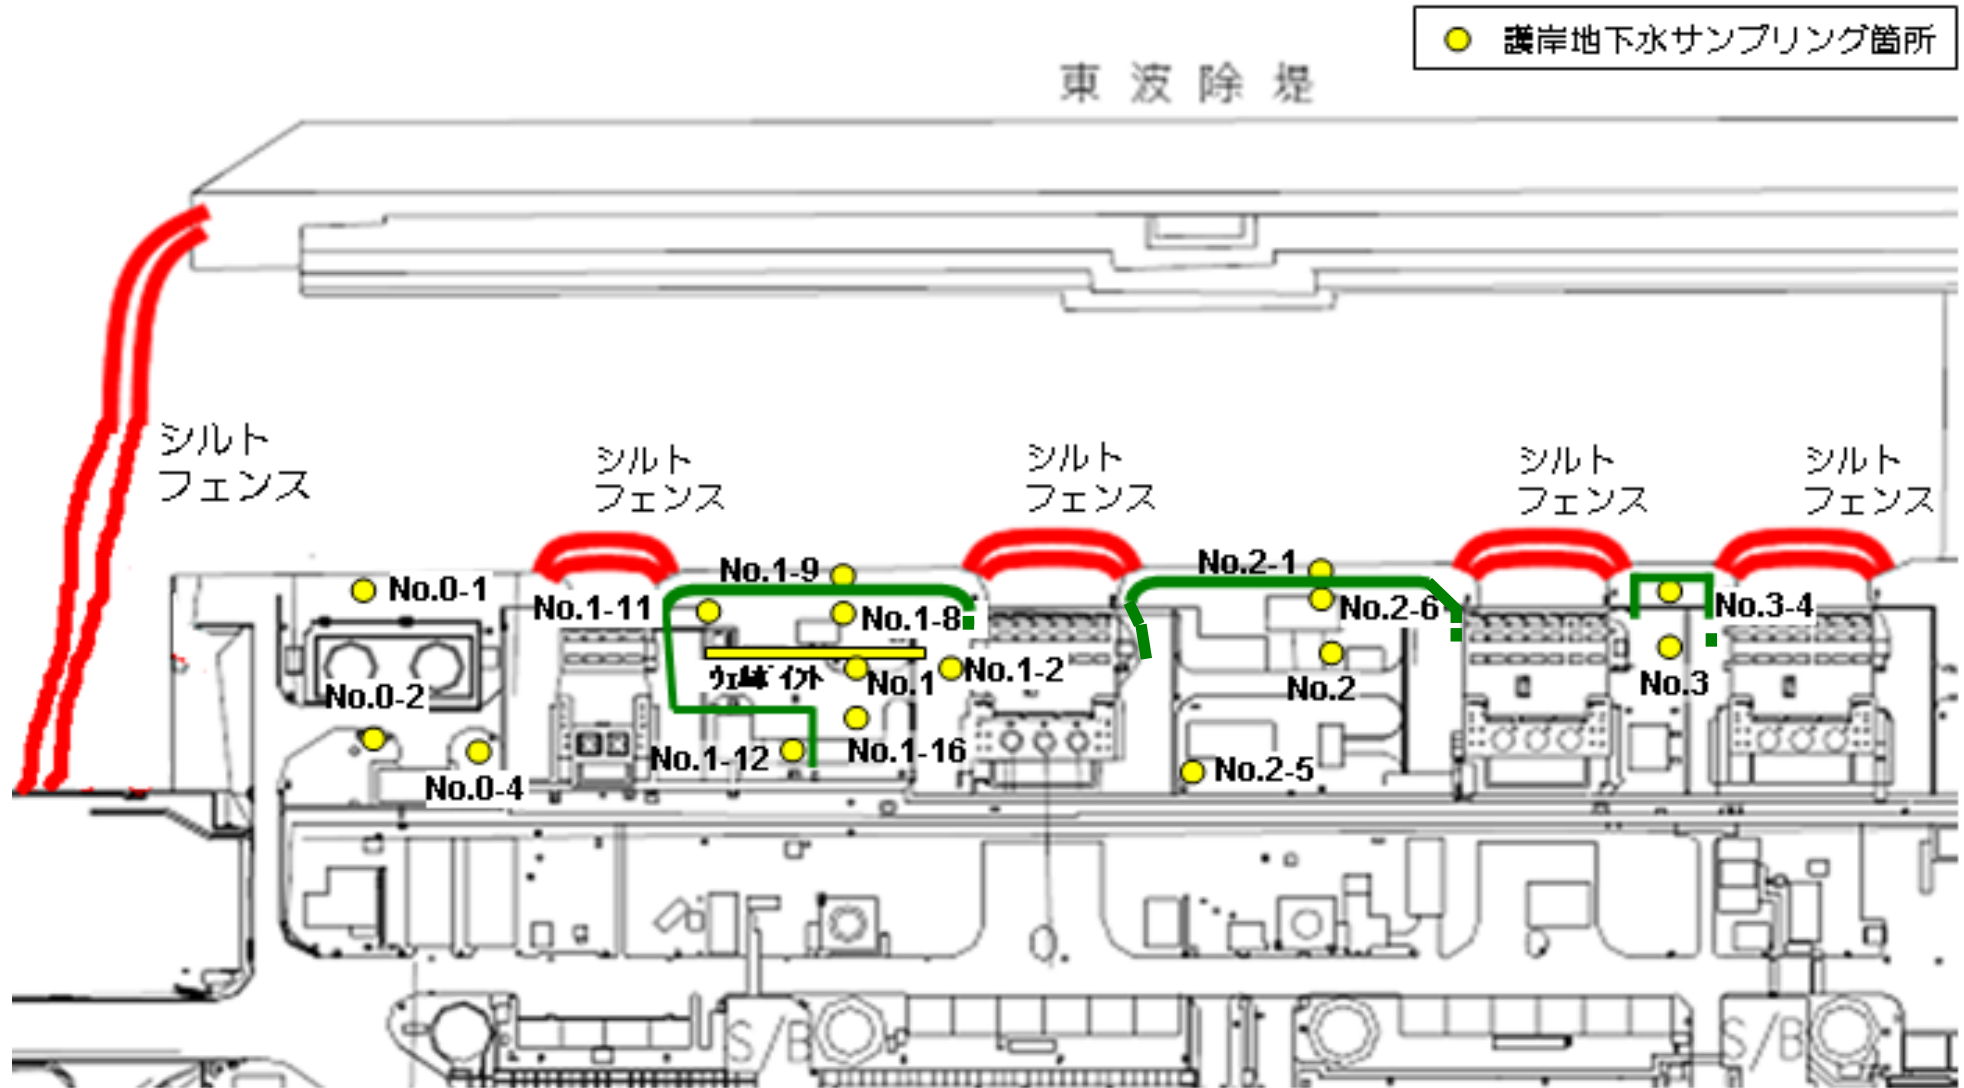 護岸地下水サンプリング箇所
東波除堤
シルト
フェンス
シルト
フェンス
シルト
フェンス
シルト
フェンス
シルト
フェンス
No.0-1
No.1-11
No.1-9
No.1-8
No.2-1
No.2-6
No.3-4
No.0-2
ウェルポイント
No.1
No.1-2
No.2
No.3
No.0-4
No.1-12
No.1-16
No.2-5
S/B
S/B